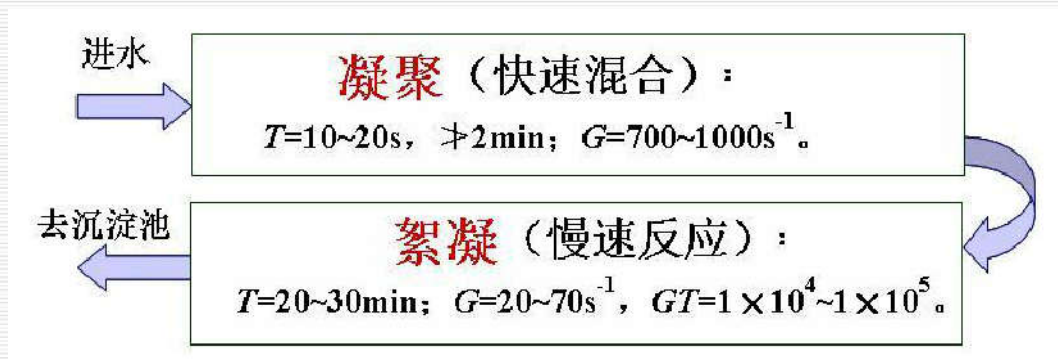 进水
凝聚（快速混合）：
T=10~20s，≯2min；G=700~1000s⁻¹。
去沉淀池
絮凝（慢速反应）：
T=20~30min；G=20~70s⁻¹，GT=1×10⁴~1×10⁵。